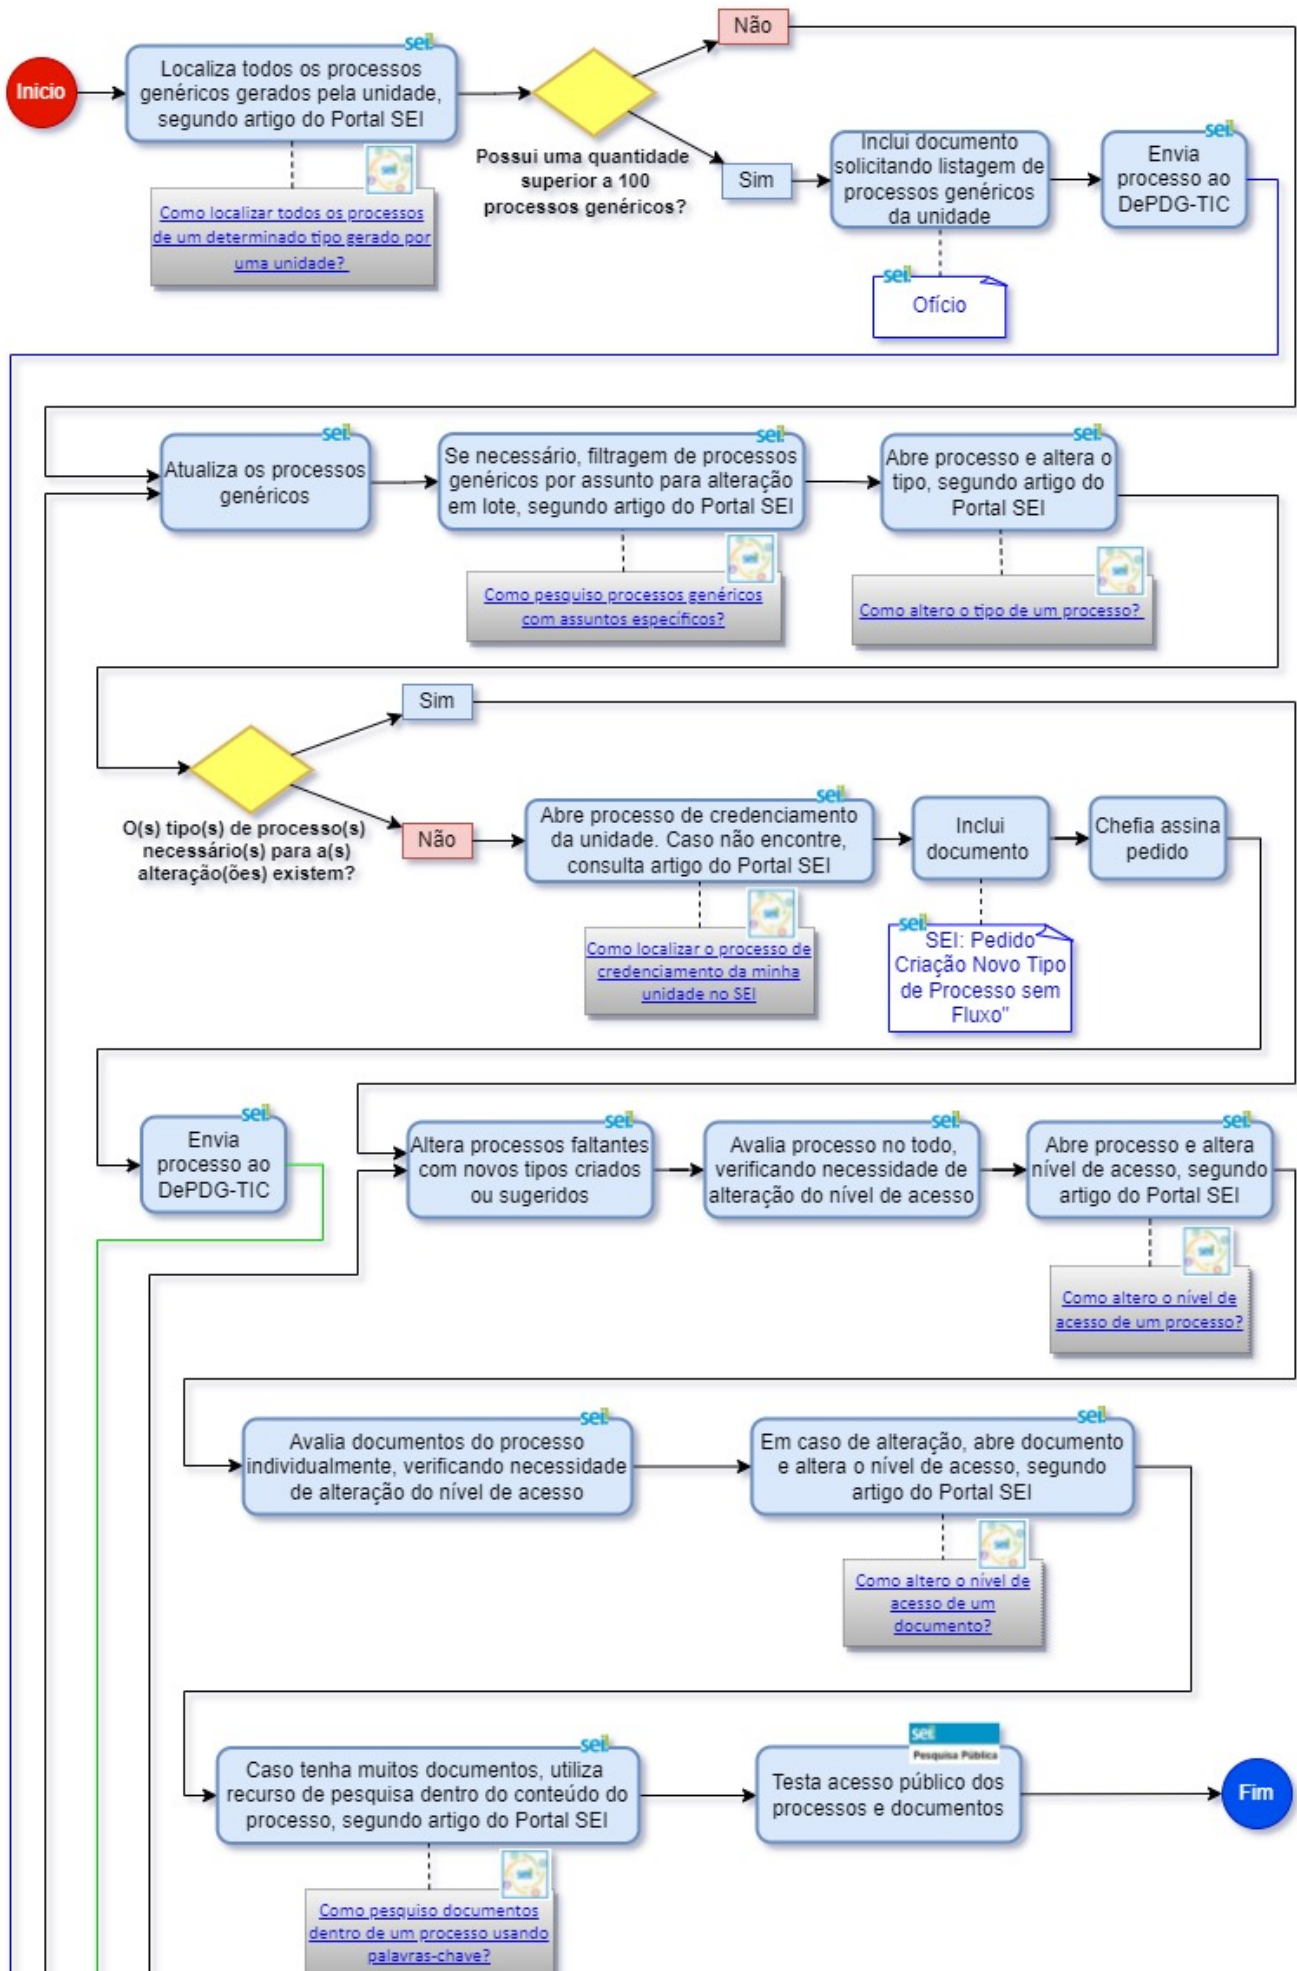 Não
sei!
Inicio
Localiza todos os processos
genéricos gerados pela unidade,
segundo artigo do Portal SEI
Possui uma quantidade
superior a 100
processos genéricos?
Sim
Inclui documento
solicitando listagem de
processos genéricos
da unidade
sei!
Envia
processo ao
DePDG-TIC
sei
Como localizar todos os processos
de um determinado tipo gerado por
uma unidade?
sei!
Ofício
sei!
Atualiza os processos
genéricos
sei!
Se necessário, filtragem de processos
genéricos por assunto para alteração
em lote, segundo artigo do Portal SEI
sei!
Abre processo e altera o
tipo, segundo artigo do
Portal SEI
sei
Como pesquiso processos genéricos
com assuntos específicos?
sei
Como altero o tipo de um processo?
Sim
O(s) tipo(s) de processo(s)
necessário(s) para a(s)
alteração(ões) existem?
Não
sei!
Abre processo de credenciamento
da unidade. Caso não encontre,
consulta artigo do Portal SEI
Inclui
documento
Chefia assina
pedido
sei
Como localizar o processo de
credenciamento da minha
unidade no SEI
sei!
SEI: Pedido
Criação Novo Tipo
de Processo sem
Fluxo"
sei!
Envia
processo ao
DePDG-TIC
sei!
Altera processos faltantes
com novos tipos criados
ou sugeridos
sei!
Avalia processo no todo,
verificando necessidade de
alteração do nível de acesso
sei!
Abre processo e altera
nível de acesso, segundo
artigo do Portal SEI
sei
Como altero o nível de
acesso de um processo?
sei!
Avalia documentos do processo
individualmente, verificando necessidade
de alteração do nível de acesso
sei!
Em caso de alteração, abre documento
e altera o nível de acesso, segundo
artigo do Portal SEI
sei
Como altero o nível de
acesso de um
documento?
sei!
Caso tenha muitos documentos, utiliza
recurso de pesquisa dentro do conteúdo do
processo, segundo artigo do Portal SEI
sei!
Pesquisa Pública
Testa acesso público dos
processos e documentos
Fim
sei
Como pesquiso documentos
dentro de um processo usando
palavras-chave?